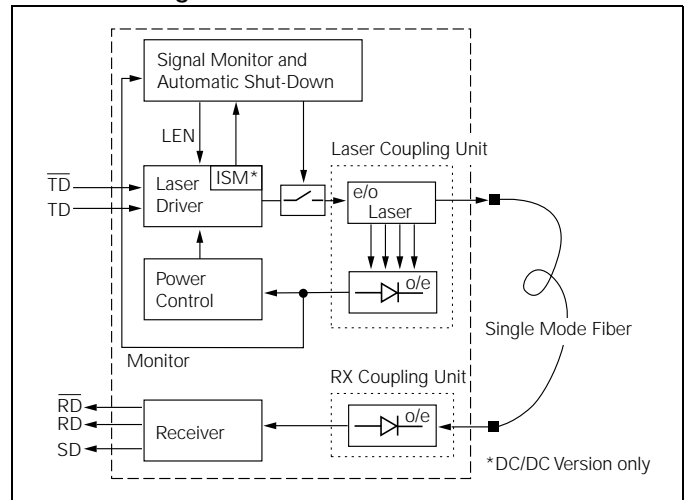 Signal Monitor and
Automatic Shut-Down
LEN
Laser Coupling Unit
TD
TD
Laser
Driver
ISM*
e/o
Laser
Power
Control
o/e
Single Mode Fiber
Monitor
RX Coupling Unit
RD
RD
SD
Receiver
o/e
*DC/DC Version only